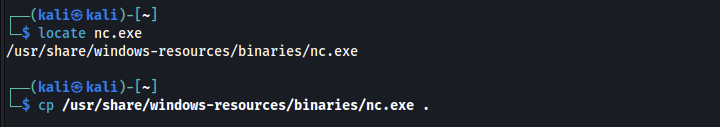 ┌──(kali㉿kali)-[~]
└─$ locate nc.exe
/usr/share/windows-resources/binaries/nc.exe
┌──(kali㉿kali)-[~]
└─$ cp /usr/share/windows-resources/binaries/nc.exe .